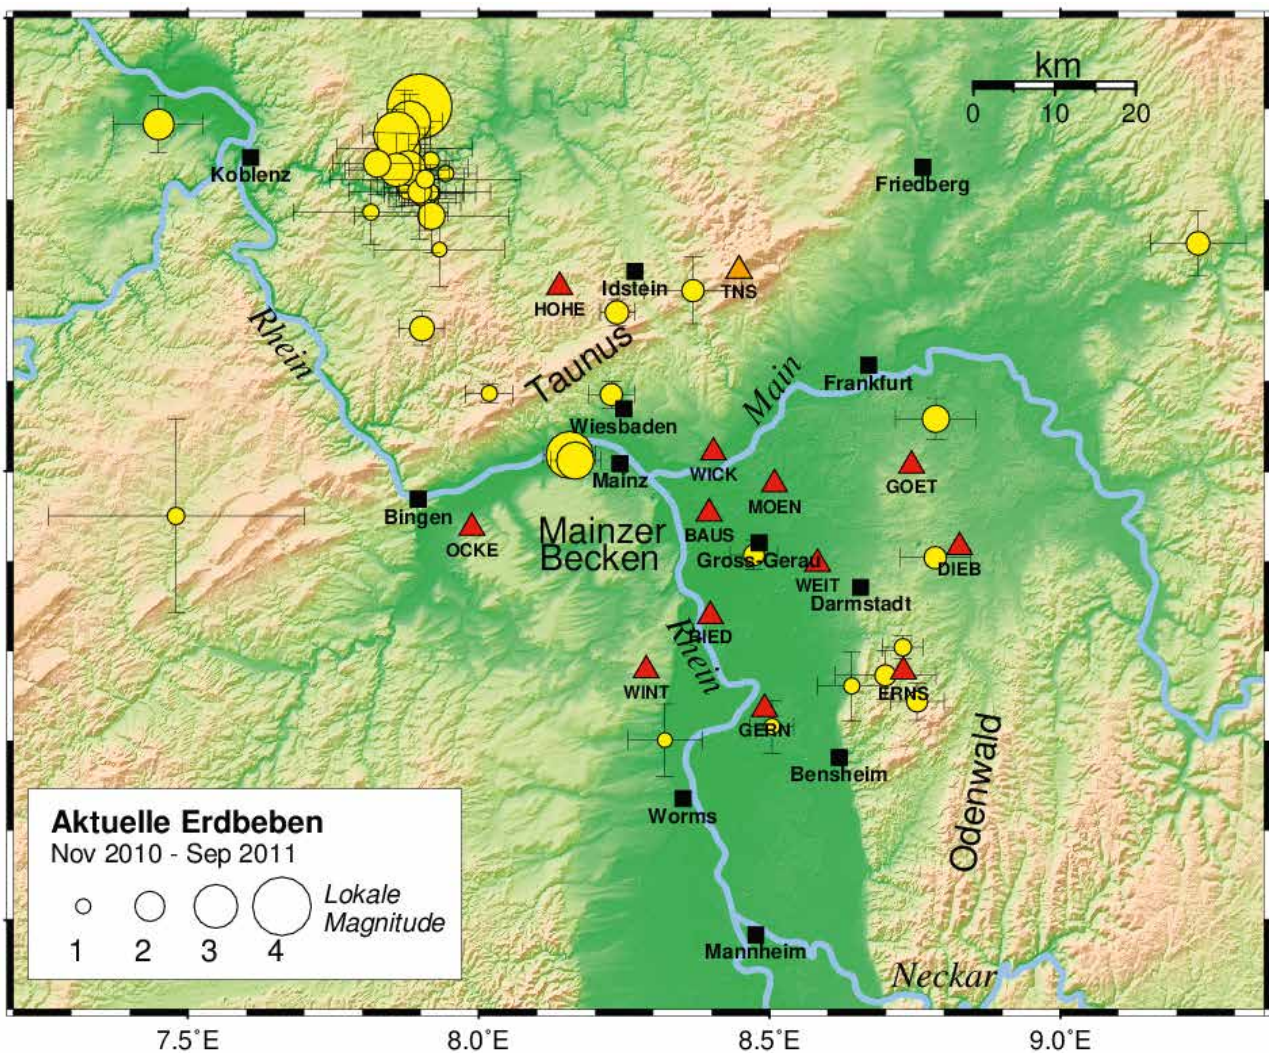 km
0 10 20
Koblenz
Friedberg
Idstein
TNS
HOHE
Rhein
Taunus
Main
Frankfurt
Wiesbaden
WICK
Mainz
GOET
MOEN
Bingen
OCKE
Mainzer
Becken
BAUS
Gross-Gerau
WEIT
DIEB
Darmstadt
RIED
Rhein
WINT
ERNS
GERN
Bensheim
Odenwald
Worms
Aktuelle Erdbeben
Nov 2010 - Sep 2011
Lokale
Magnitude
1 2 3 4
Mannheim
Neckar
7.5°E 8.0°E 8.5°E 9.0°E